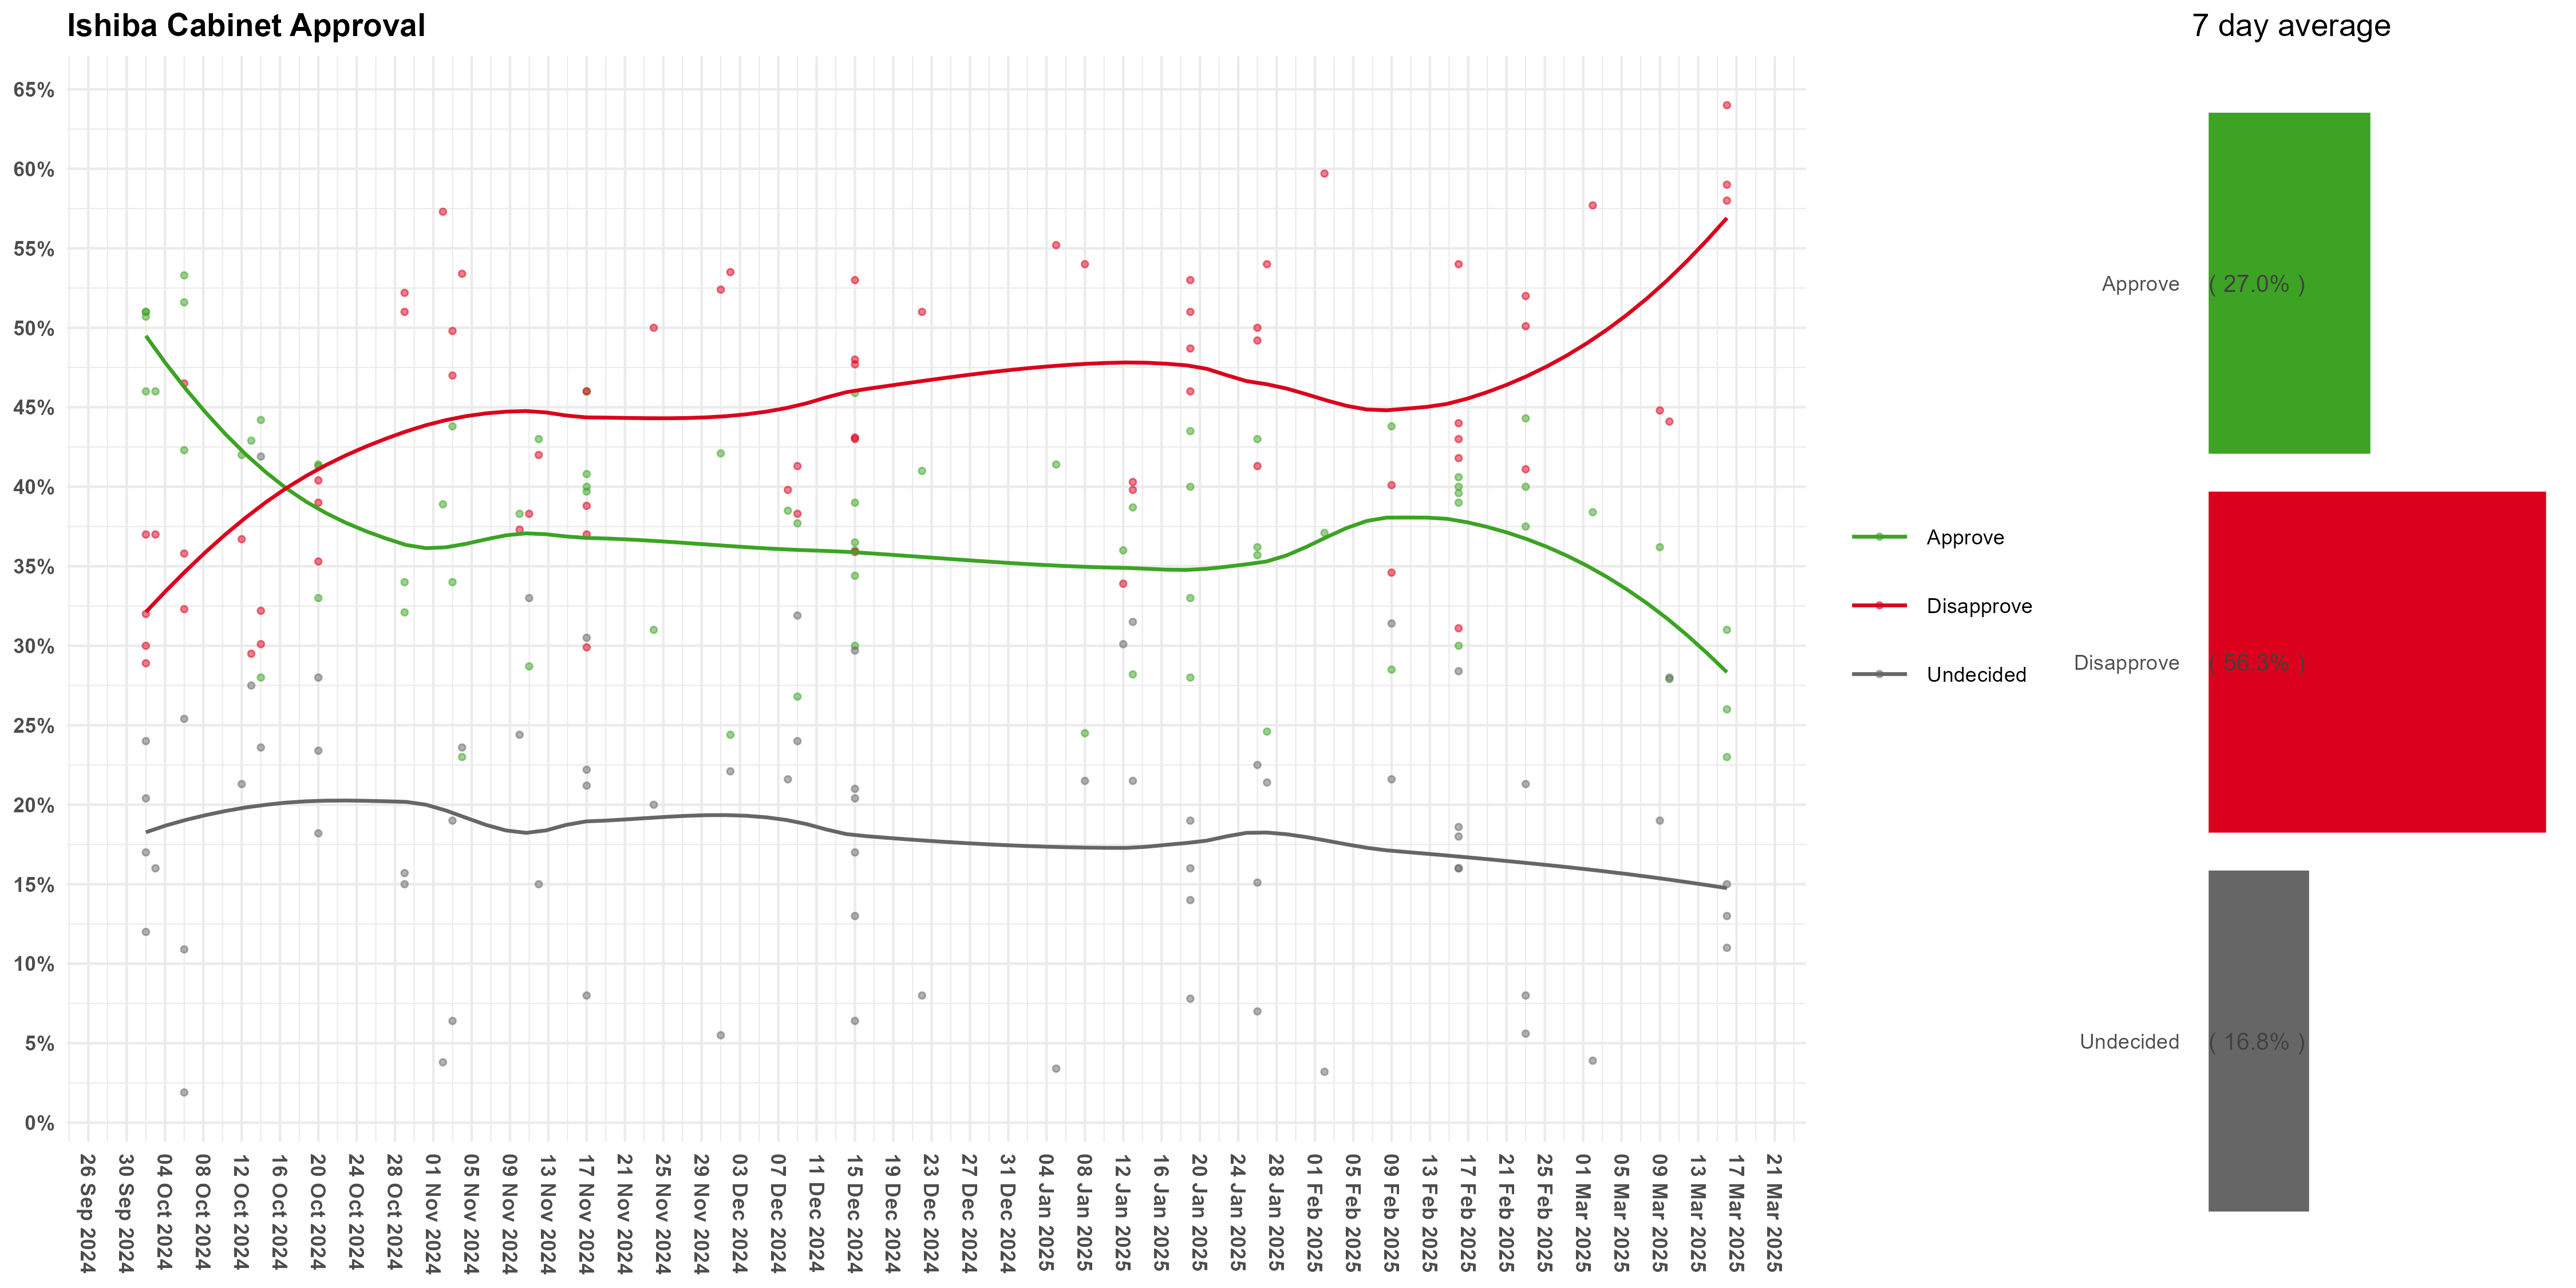 Ishiba Cabinet Approval
7 day average
65%
60%
55%
50%
45%
40%
35%
30%
25%
20%
15%
10%
5%
0%
26 Sep 2024
30 Sep 2024
04 Oct 2024
08 Oct 2024
12 Oct 2024
16 Oct 2024
20 Oct 2024
24 Oct 2024
28 Oct 2024
01 Nov 2024
05 Nov 2024
09 Nov 2024
13 Nov 2024
17 Nov 2024
21 Nov 2024
25 Nov 2024
29 Nov 2024
03 Dec 2024
07 Dec 2024
11 Dec 2024
15 Dec 2024
19 Dec 2024
23 Dec 2024
27 Dec 2024
31 Dec 2024
04 Jan 2025
08 Jan 2025
12 Jan 2025
16 Jan 2025
20 Jan 2025
24 Jan 2025
28 Jan 2025
01 Feb 2025
05 Feb 2025
09 Feb 2025
13 Feb 2025
17 Feb 2025
21 Feb 2025
25 Feb 2025
01 Mar 2025
05 Mar 2025
09 Mar 2025
13 Mar 2025
17 Mar 2025
21 Mar 2025
Approve
Disapprove
Undecided
Approve ( 27.0% )
Disapprove ( 56.3% )
Undecided ( 16.8% )